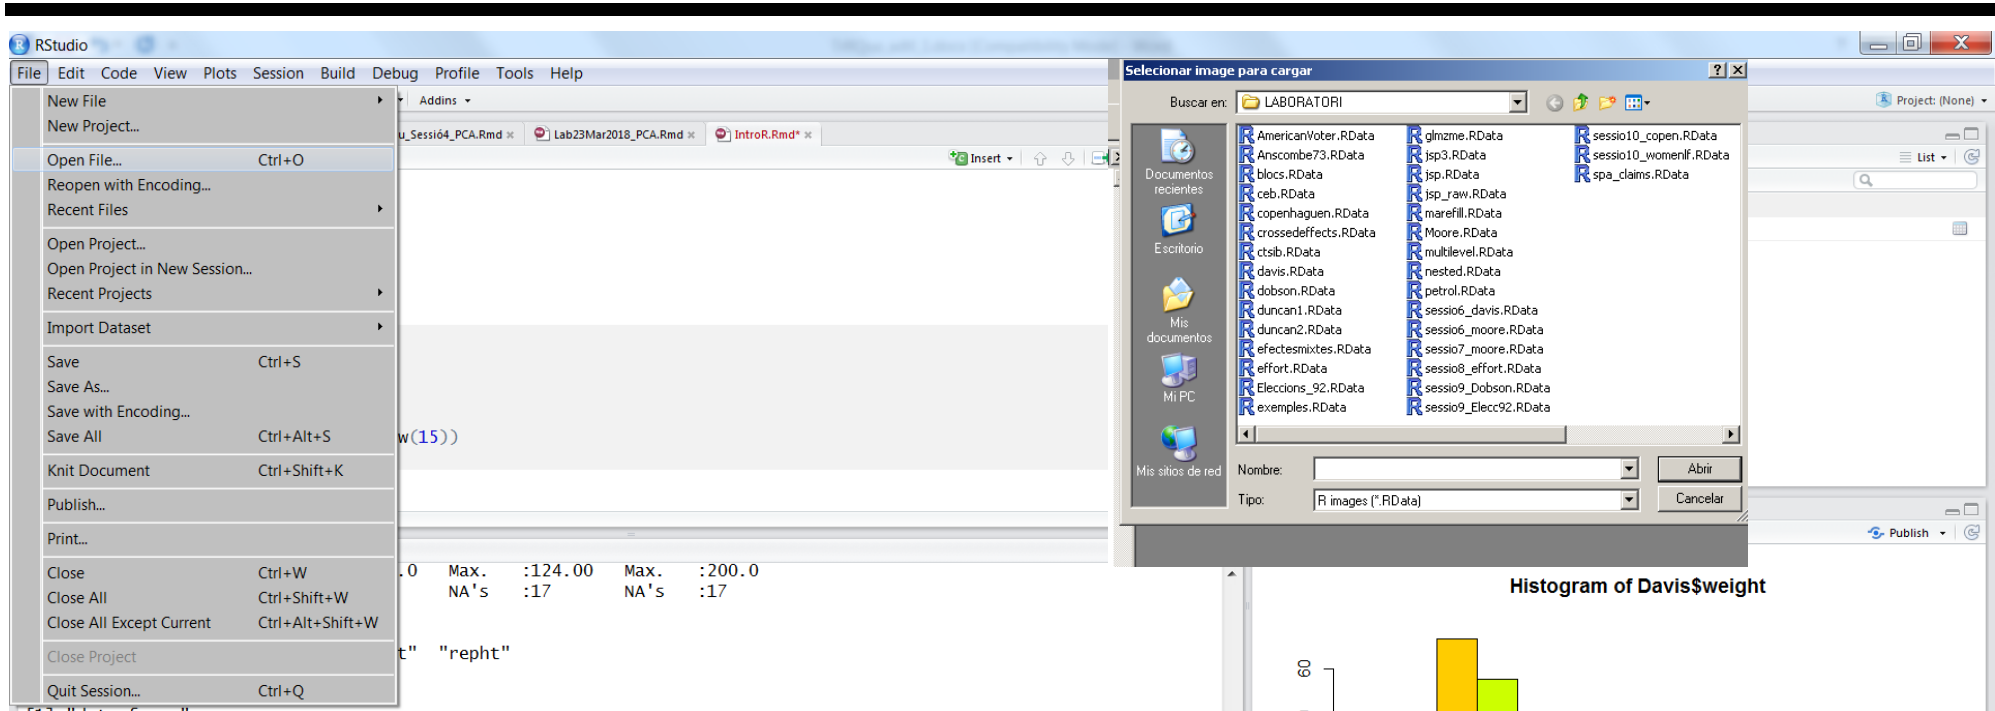 RStudio
File Edit Code View Plots Session Build Debug Profile Tools Help
New File
New Project...
Open File... Ctrl+O
Reopen with Encoding...
Recent Files
Open Project...
Open Project in New Session...
Recent Projects
Import Dataset
Save Ctrl+S
Save As...
Save with Encoding...
Save All Ctrl+Alt+S
Knit Document Ctrl+Shift+K
Publish...
Print...
Close Ctrl+W
Close All Ctrl+Shift+W
Close All Except Current Ctrl+Alt+Shift+W
Close Project
Quit Session... Ctrl+Q
Addins
u_Sessió4_PCA.Rmd Lab23Mar2018_PCA.Rmd IntroR.Rmd*
Insert
w(15))
.0 Max. :124.00 Max. :200.0
NA's :17 NA's :17
t" "repht"
Selecionar image para cargar
Buscar en: LABORATORI
Documentos
recientes
Escritorio
Mis
documentos
Mi PC
Mis sitios de red
AmericanVoter.RData
Anscombe73.RData
blocs.RData
ceb.RData
copenhaguen.RData
crossedeffects.RData
ctsib.RData
davis.RData
dobson.RData
duncan1.RData
duncan2.RData
efectesmixtes.RData
effort.RData
Eleccions_92.RData
exemples.RData
glmzme.RData
jsp3.RData
jsp.RData
jsp_raw.RData
marefill.RData
Moore.RData
multilevel.RData
nested.RData
petrol.RData
sessio6_davis.RData
sessio6_moore.RData
sessio7_moore.RData
sessio8_effort.RData
sessio9_Dobson.RData
sessio9_Elecc92.RData
sessio10_copen.RData
sessio10_womenlf.RData
spa_claims.RData
Nombre: Abrir
Tipo: R images (*.RData) Cancelar
Project: (None)
List
Publish
Histogram of Davis$weight
60